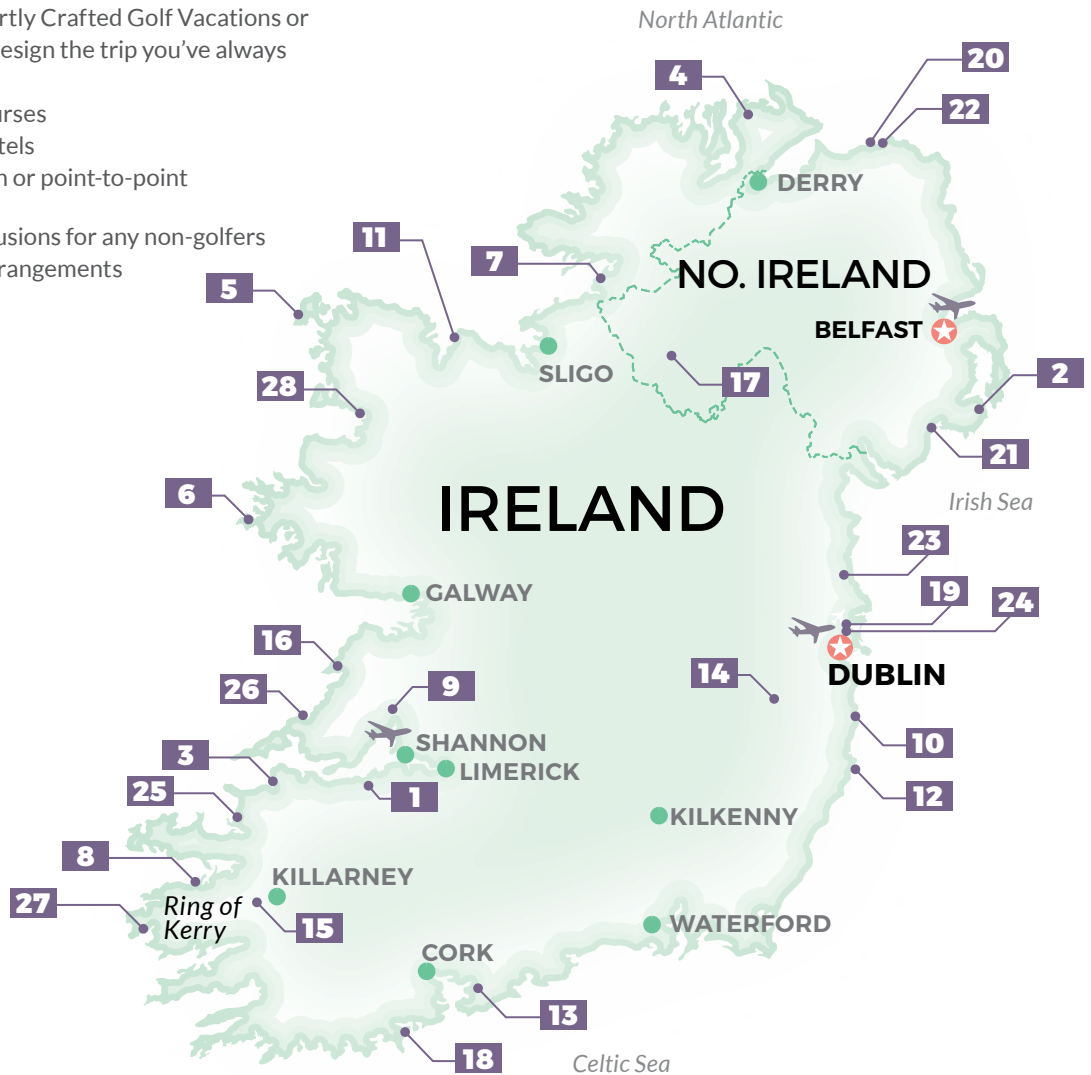 rtly Crafted Golf Vacations or
esign the trip you've always
urses
tels
n or point-to-point
usions for any non-golfers
rangements
North Atlantic
20
4
22
DERRY
11
7
NO. IRELAND
5
BELFAST
SLIGO
17
2
28
21
6
IRELAND
Irish Sea
23
GALWAY
19
24
16
14
DUBLIN
9
26
SHANNON
10
3
LIMERICK
1
25
12
KILKENNY
8
KILLARNEY
27
Ring of
Kerry
15
WATERFORD
CORK
13
18
Celtic Sea